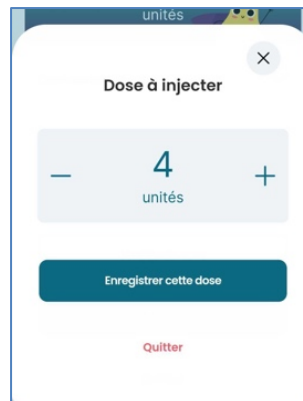 unités
Dose à injecter
4
unités
Enregistrer cette dose
Quitter